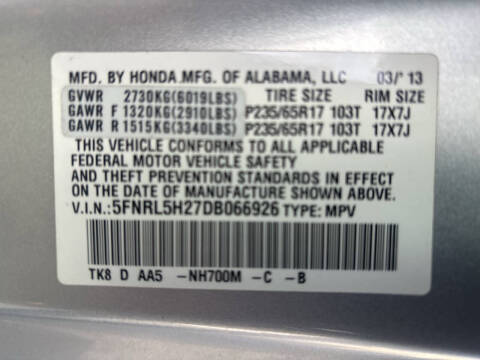 MFD. BY HONDA MFG. OF ALABAMA, LLC 03/'13
GVWR 2730KG(6019LBS) TIRE SIZE RIM SIZE
GAWR F 1320KG(2910LBS) P235/65R17 103T 17X7J
GAWR R 1515KG(3340LBS) P235/65R17 103T 17X7J
THIS VEHICLE CONFORMS TO ALL APPLICABLE
FEDERAL MOTOR VEHICLE SAFETY
AND THEFT PREVENTION STANDARDS IN EFFECT
ON THE DATE OF MANUFACTURE SHOWN ABOVE.
V.I.N.:5FNRL5H27DB066926 TYPE: MPV
TK8 D AA5 -NH700M -C -B